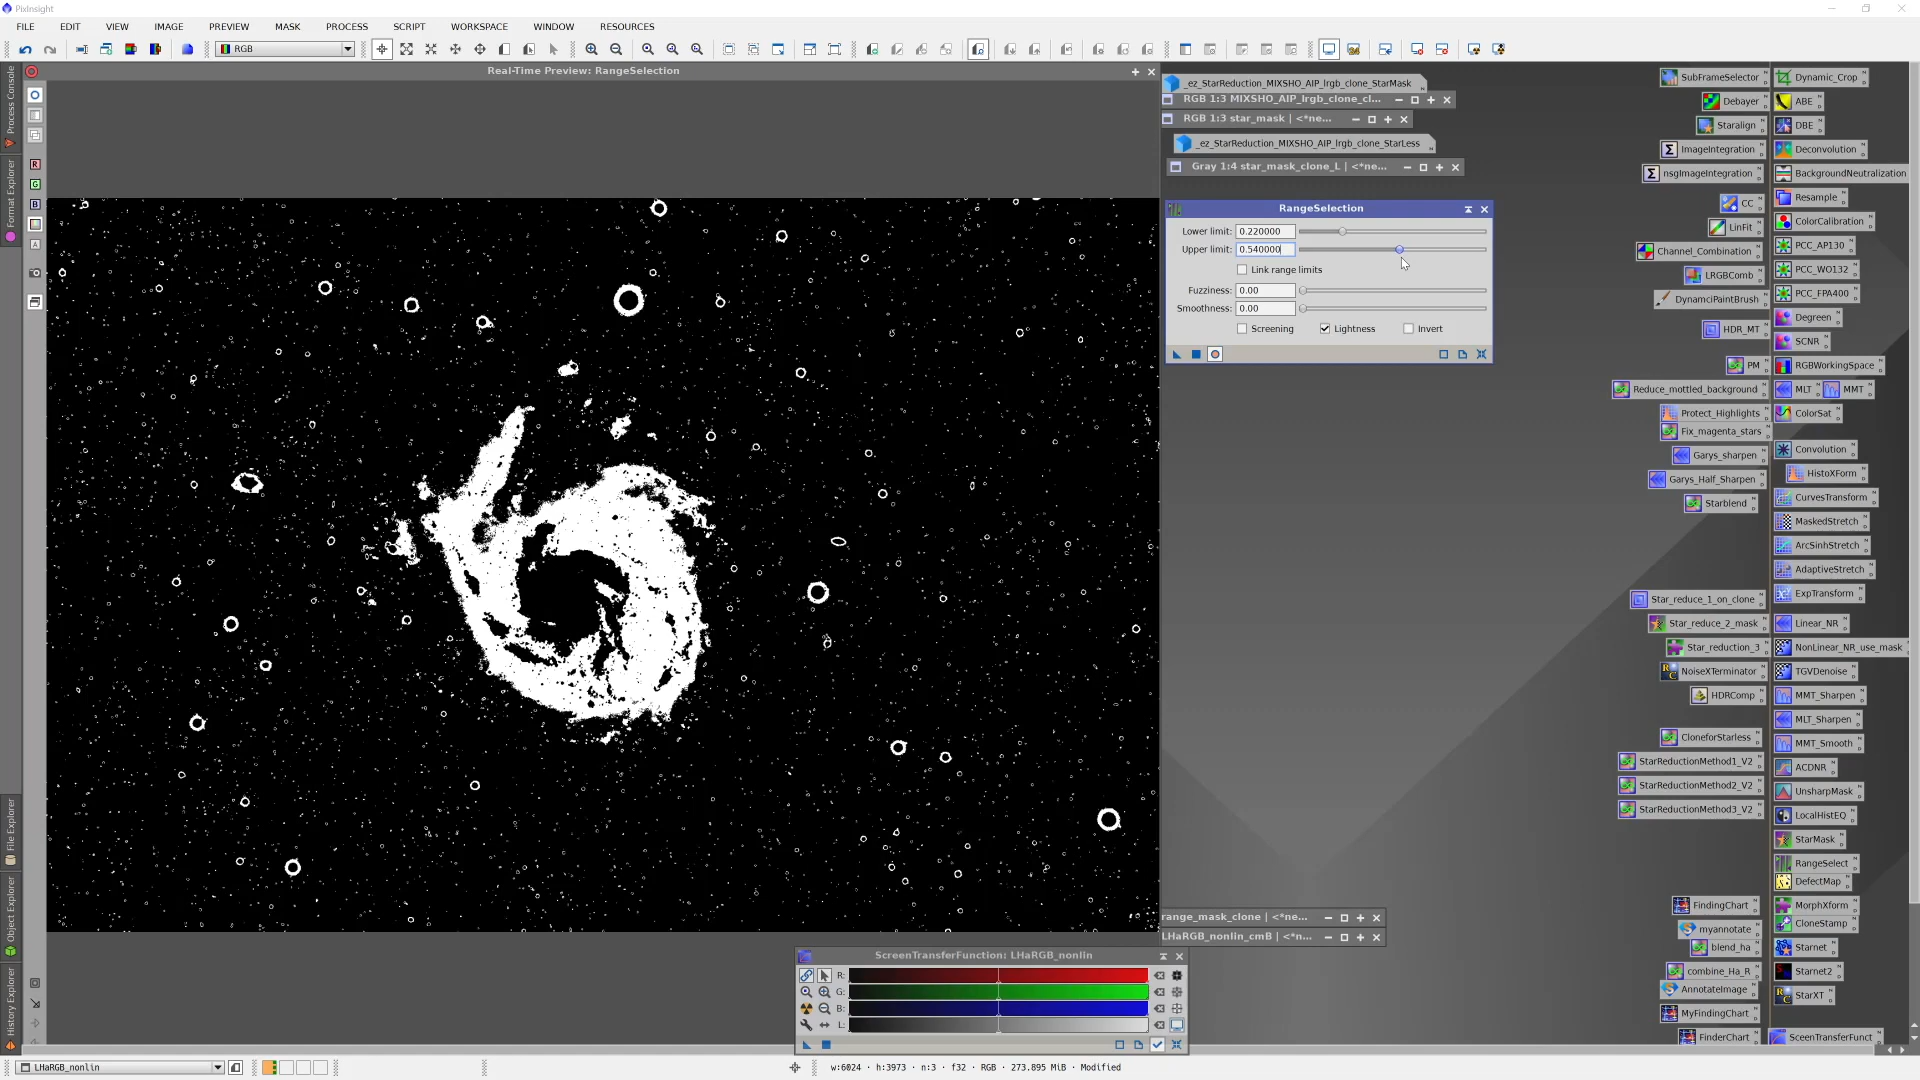 PixInsight
FILE EDIT VIEW IMAGE PREVIEW MASK PROCESS SCRIPT WORKSPACE WINDOW RESOURCES
RGB
Real-Time Preview: RangeSelection
Process Console
Format Explorer
File Explorer
Object Explorer
History Explorer
R
G
B
A
_ez_StarReduction_MIXSHO_AIP_lrgb_clone_StarMask
RGB 1:3 MIXSHO_AIP_lrgb_clone_cl...
RGB 1:3 star_mask | <*ne...
_ez_StarReduction_MIXSHO_AIP_lrgb_clone_StarLess
Gray 1:4 star_mask_clone_L | <*ne...
RangeSelection
Lower limit: 0.220000
Upper limit: 0.540000
Link range limits
Fuzziness: 0.00
Smoothness: 0.00
Screening Lightness Invert
SubFrameSelector Dynamic_Crop
Debayer ABE
Staralign DBE
ImageIntegration Deconvolution
nsgImageIntegration BackgroundNeutralization
CC Resample
LinFit ColorCalibration
Channel_Combination PCC_AP130
LRGBComb PCC_WO132
DynamciPaintBrush PCC_FPA400
Degreen
HDR_MT SCNR
PM RGBWorkingSpace
Reduce_mottled_background MLT MMT
Protect_Highlights ColorSat
Fix_magenta_stars
Garys_sharpen Convolution
Garys_Half_Sharpen HistoXForm
Starblend CurvesTransform
MaskedStretch
ArcSinhStretch
AdaptiveStretch
Star_reduce_1_on_clone ExpTransform
Star_reduce_2_mask Linear_NR
Star_reduction_3 NonLinear_NR_use_mask
NoiseXTerminator TGVDenoise
HDRComp MMT_Sharpen
MLT_Sharpen
CloneforStarless MMT_Smooth
StarReductionMethod1_V2 ACDNR
StarReductionMethod2_V2 UnsharpMask
StarReductionMethod3_V2 LocalHistEQ
StarMask
RangeSelect
DefectMap
FindingChart MorphXform
myannotate CloneStamp
blend_ha Starnet
combine_Ha_R Starnet2
AnnotateImage StarXT
MyFindingChart
FinderChart SceenTransferFunct
range_mask_clone | <*ne...
LHaRGB_nonlin_cmB | <*n...
ScreenTransferFunction: LHaRGB_nonlin
R:
G:
B:
L:
LHaRGB_nonlin
w:6024 · h:3973 · n:3 · f32 · RGB · 273.895 MiB · Modified